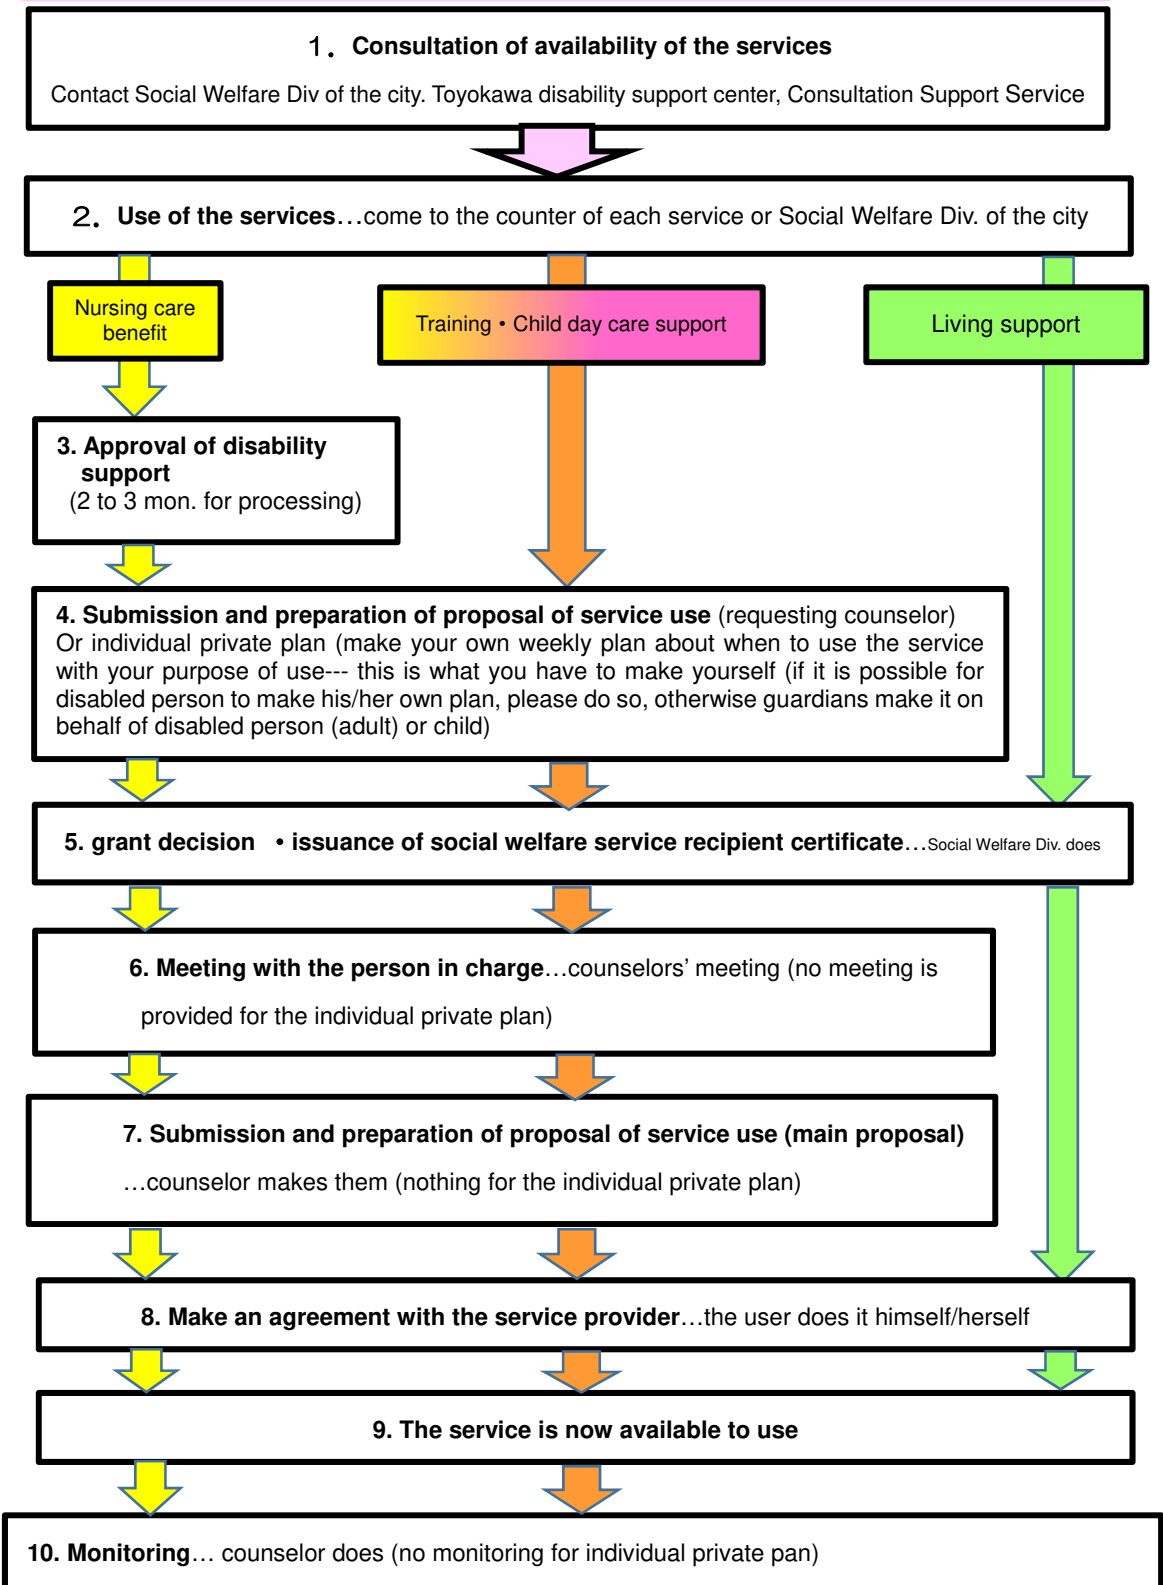 1. Consultation of availability of the services
Contact Social Welfare Div of the city. Toyokawa disability support center, Consultation Support Service
2. Use of the services…come to the counter of each service or Social Welfare Div. of the city
Nursing care
benefit
Training・Child day care support
Living support
3. Approval of disability
support
(2 to 3 mon. for processing)
4. Submission and preparation of proposal of service use (requesting counselor)
Or individual private plan (make your own weekly plan about when to use the service
with your purpose of use--- this is what you have to make yourself (if it is possible for
disabled person to make his/her own plan, please do so, otherwise guardians make it on
behalf of disabled person (adult) or child)
5. grant decision ・issuance of social welfare service recipient certificate…Social Welfare Div. does
6. Meeting with the person in charge…counselors’ meeting (no meeting is
provided for the individual private plan)
7. Submission and preparation of proposal of service use (main proposal)
…counselor makes them (nothing for the individual private plan)
8. Make an agreement with the service provider…the user does it himself/herself
9. The service is now available to use
10. Monitoring… counselor does (no monitoring for individual private pan)